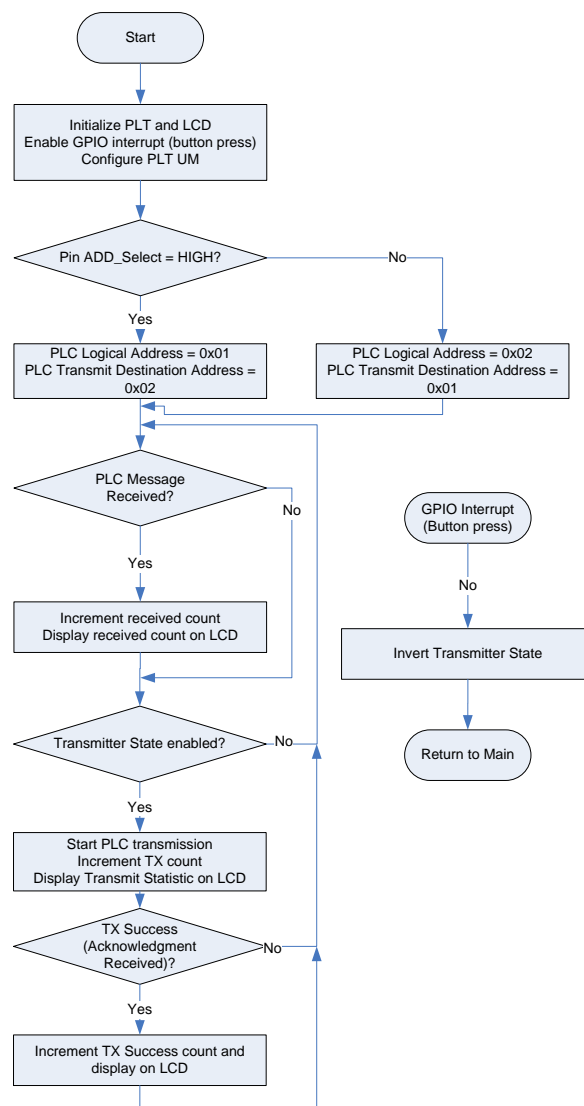 Start
Initialize PLT and LCD
Enable GPIO interrupt (button press)
Configure PLT UM
Pin ADD_Select = HIGH?
No
Yes
PLC Logical Address = 0x01
PLC Transmit Destination Address =
0x02
PLC Logical Address = 0x02
PLC Transmit Destination Address =
0x01
PLC Message
Received?
No
Yes
Increment received count
Display received count on LCD
Transmitter State enabled?
No
Yes
Start PLC transmission
Increment TX count
Display Transmit Statistic on LCD
TX Success
(Acknowledgment
Received)?
No
Yes
Increment TX Success count and
display on LCD
GPIO Interrupt
(Button press)
No
Invert Transmitter State
Return to Main